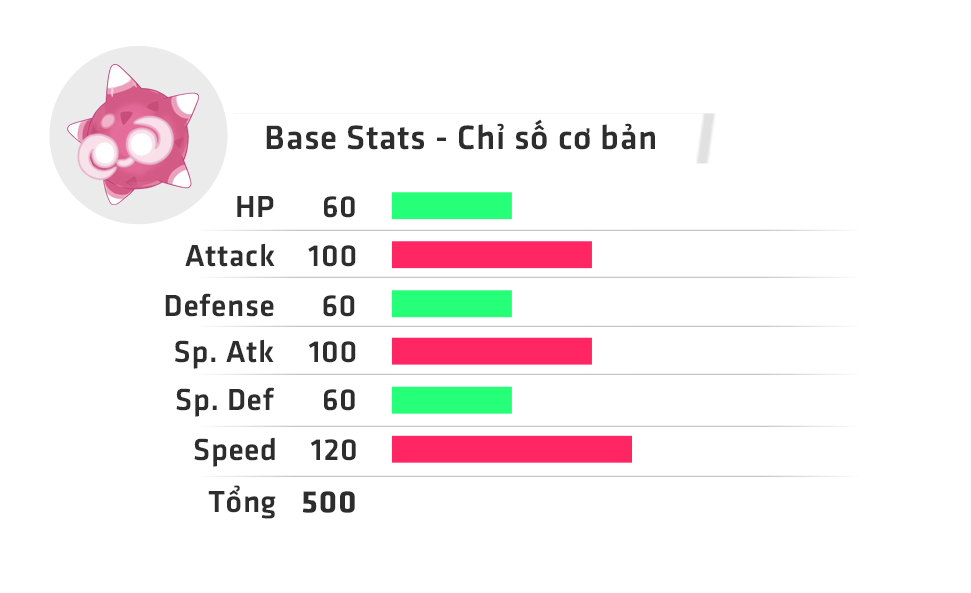 Base Stats - Chỉ số cơ bản
HP 60
Attack 100
Defense 60
Sp. Atk 100
Sp. Def 60
Speed 120
Tổng 500